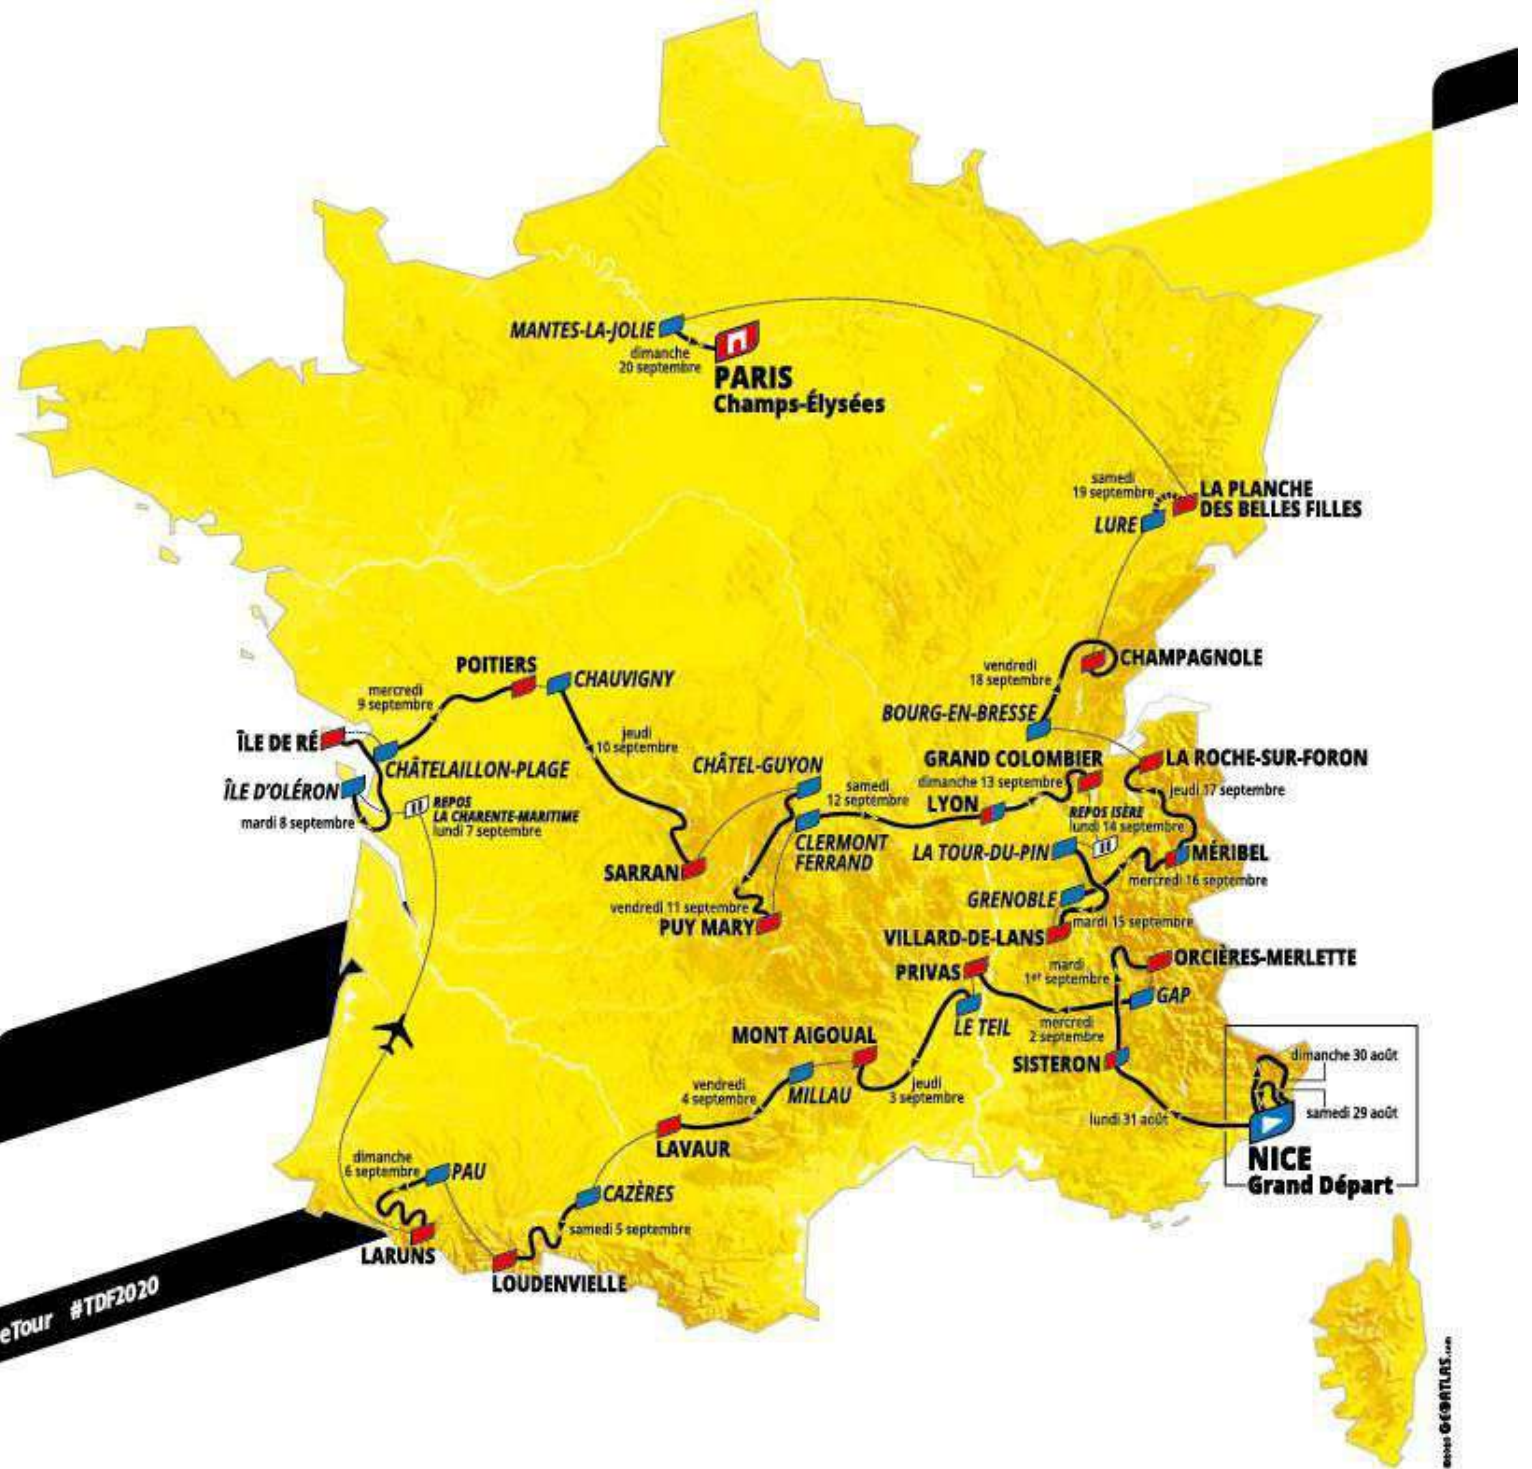 MANTES-LA-JOLIE
dimanche
20 septembre
PARIS
Champs-Élysées
samedi
19 septembre
LA PLANCHE
DES BELLES FILLES
LURE
POITIERS
CHAUVIGNY
mercredi
9 septembre
vendredi
18 septembre
CHAMPAGNOLE
BOURG-EN-BRESSE
ÎLE DE RÉ
CHÂTELAILLON-PLAGE
jeudi
10 septembre
CHÂTEL-GUYON
GRAND COLOMBIER
dimanche 13 septembre
LA ROCHE-SUR-FORON
jeudi 17 septembre
ÎLE D'OLÉRON
mardi 8 septembre
REPOS
LA CHARENTE-MARITIME
lundi 7 septembre
samedi
12 septembre
LYON
REPOS ISÈRE
lundi 14 septembre
CLERMONT
FERRAND
LA TOUR-DU-PIN
MÉRIBEL
mercredi 16 septembre
SARRAN
vendredi 11 septembre
PUY MARY
GRENOBLE
mardi 15 septembre
VILLARD-DE-LANS
PRIVAS
mardi
1er septembre
ORCIÈRES-MERLETTE
GAP
LE TEIL
mercredi
2 septembre
MONT AIGOUAL
SISTERON
MILLAU
jeudi
3 septembre
vendredi
4 septembre
LAVAUR
lundi 31 août
dimanche 30 août
samedi 29 août
NICE
Grand Départ
dimanche
6 septembre
PAU
CAZÈRES
samedi 5 septembre
LARUNS
LOUDENVIELLE
eTour #TDF2020
GEOATLAS.com